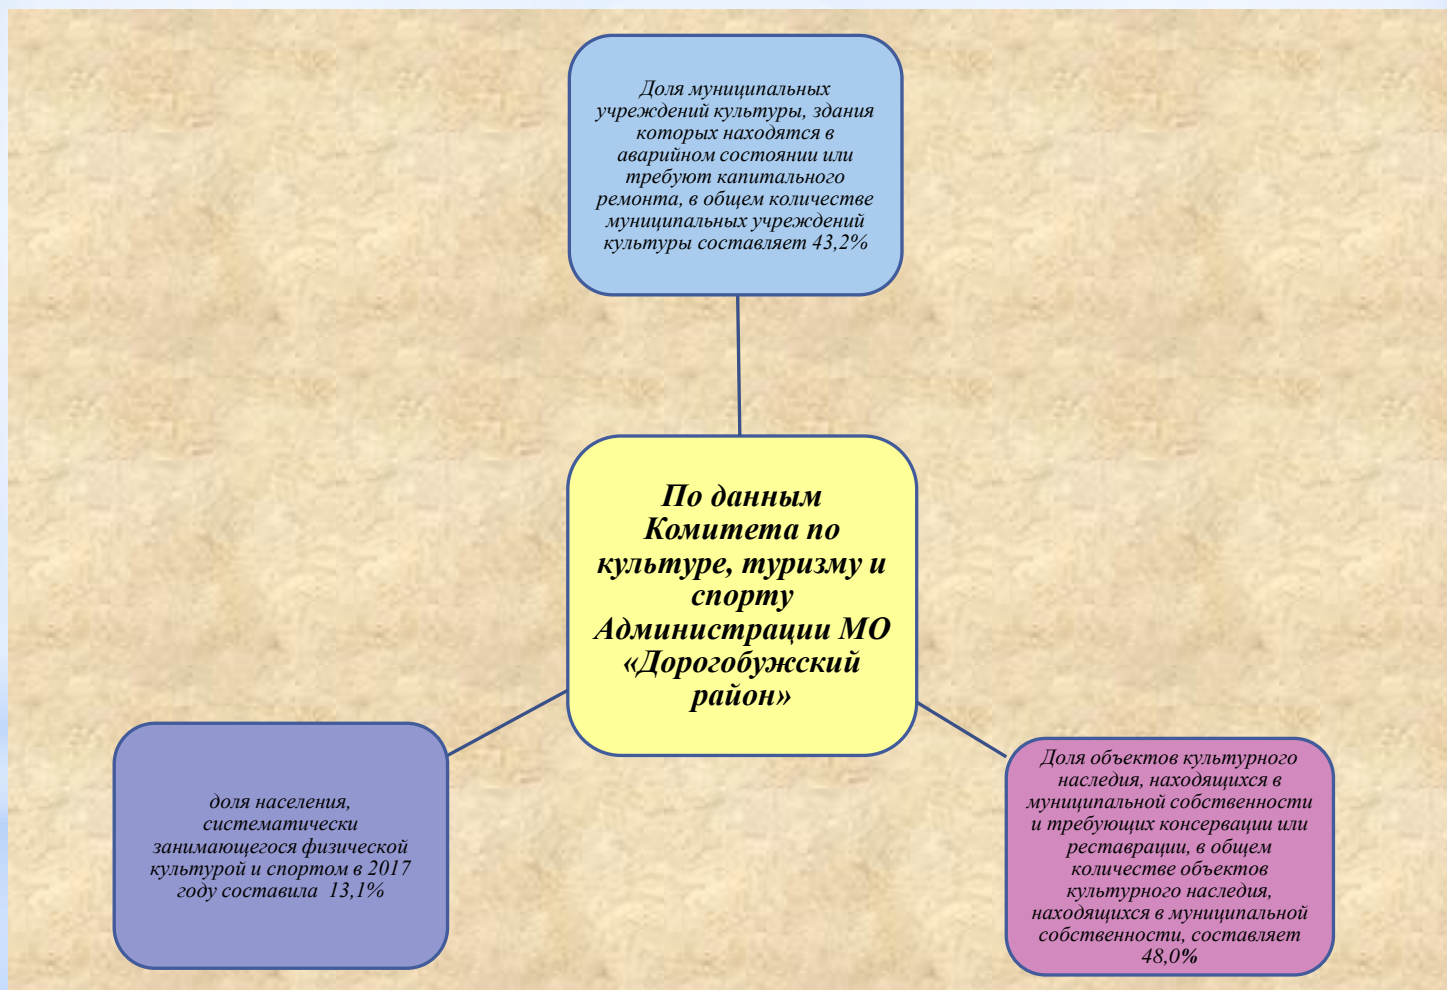 Доля муниципальных
учреждений культуры, здания
которых находятся в
аварийном состоянии или
требуют капитального
ремонта, в общем количестве
муниципальных учреждений
культуры составляет 43,2%
По данным
Комитета по
культуре, туризму и
спорту
Администрации МО
«Дорогобужский
район»
доля населения,
систематически
занимающегося физической
культурой и спортом в 2017
году составила 13,1%
Доля объектов культурного
наследия, находящихся в
муниципальной собственности
и требующих консервации или
реставрации, в общем
количестве объектов
культурного наследия,
находящихся в муниципальной
собственности, составляет
48,0%